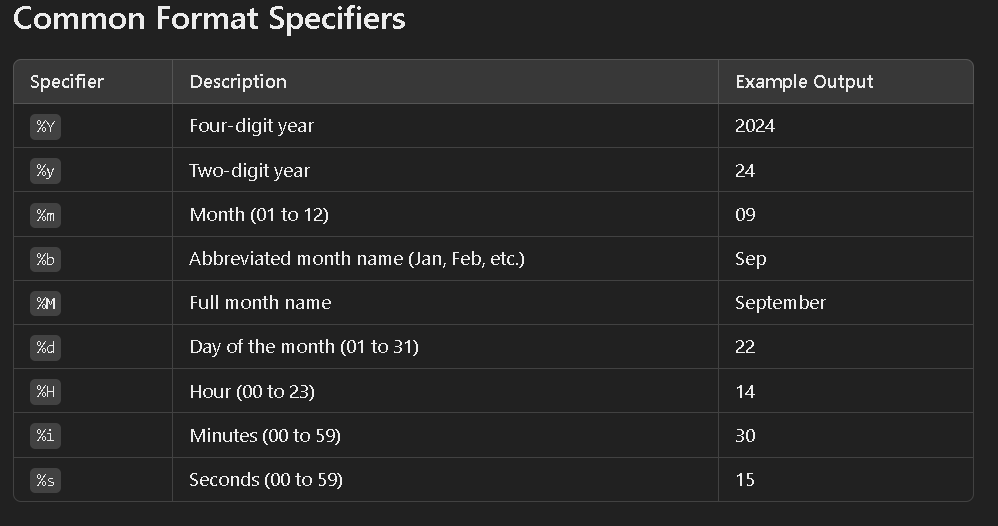 Common Format Specifiers
Specifier Description Example Output
%Y Four-digit year 2024
%y Two-digit year 24
%m Month (01 to 12) 09
%b Abbreviated month name (Jan, Feb, etc.) Sep
%M Full month name September
%d Day of the month (01 to 31) 22
%H Hour (00 to 23) 14
%i Minutes (00 to 59) 30
%s Seconds (00 to 59) 15